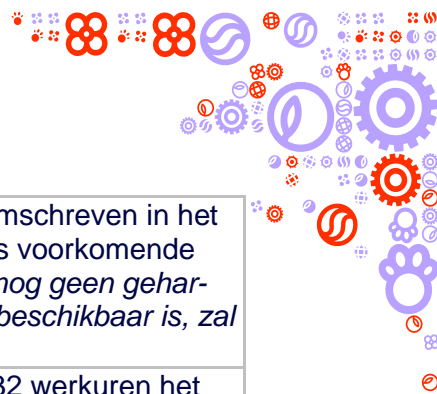 mschreven in het
s voorkomende
nog geen gehar-
beschikbaar is, zal
32 werkuren het